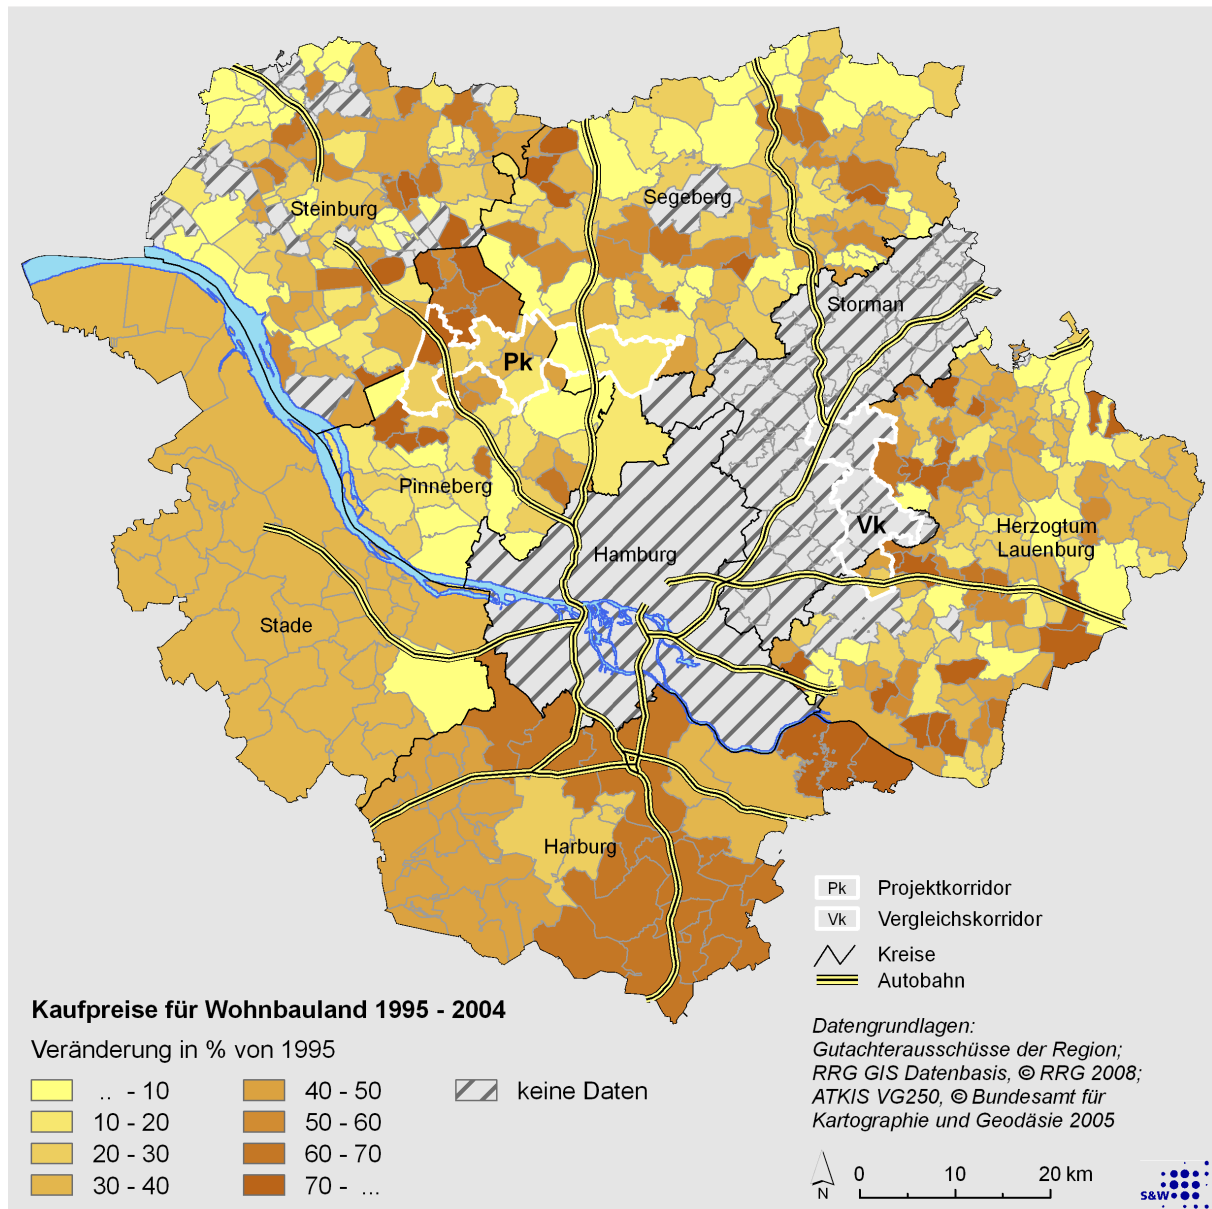 Steinburg
Segeberg
Storman
Pk
Pinneberg
Vk
Herzogtum
Lauenburg
Hamburg
Stade
Harburg
Pk Projektkorridor
Vk Vergleichskorridor
Kreise
Autobahn
Kaufpreise für Wohnbauland 1995 - 2004
Veränderung in % von 1995
.. - 10
10 - 20
20 - 30
30 - 40
40 - 50
50 - 60
60 - 70
70 - ...
keine Daten
Datengrundlagen:
Gutachterausschüsse der Region;
RRG GIS Datenbasis, © RRG 2008;
ATKIS VG250, © Bundesamt für
Kartographie und Geodäsie 2005
N
0 10 20 km
S&W